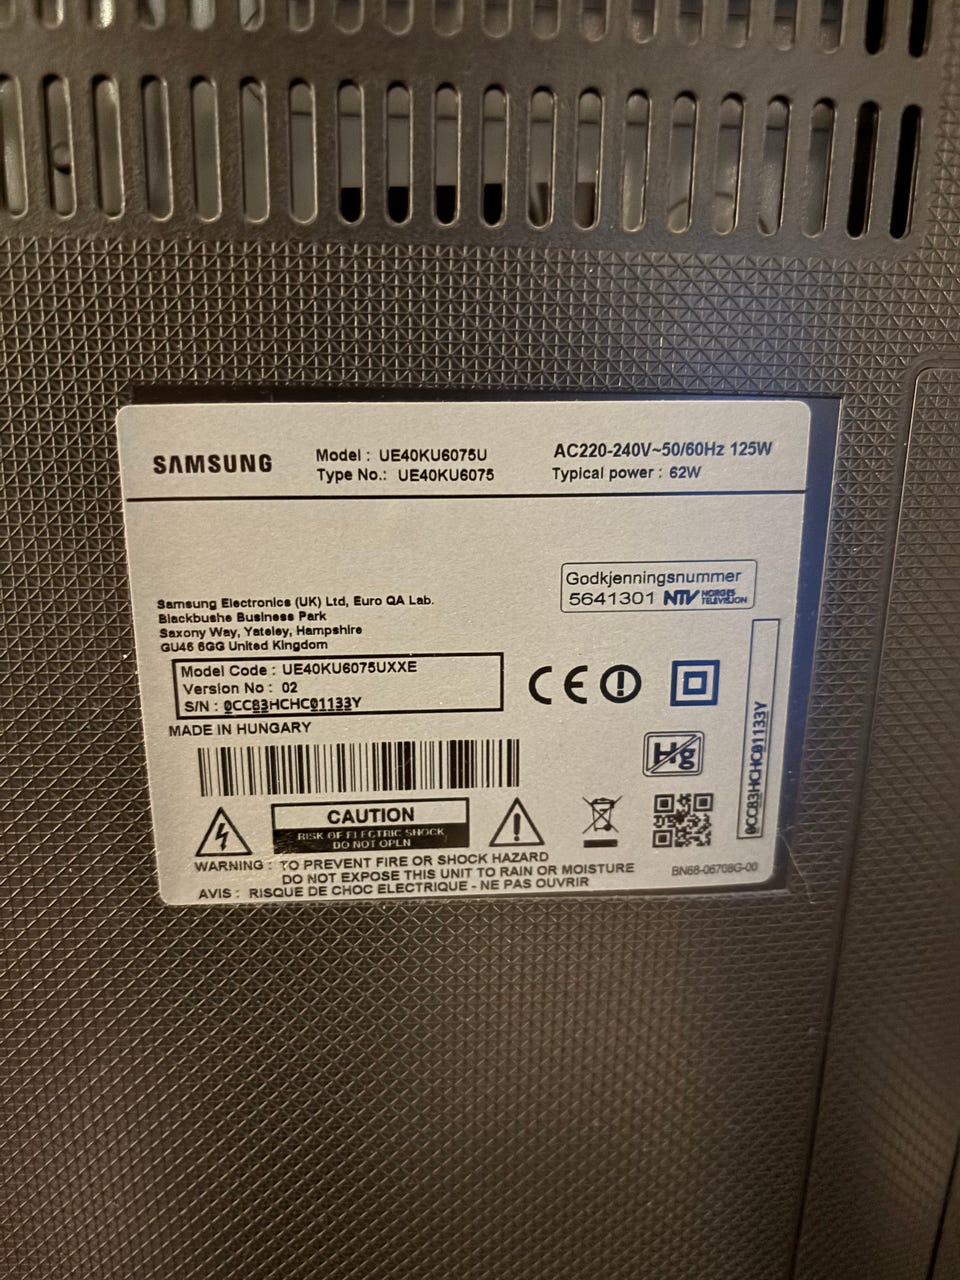 SAMSUNG
Model : UE40KU6075U
Type No.: UE40KU6075
AC220-240V~50/60Hz 125W
Typical power : 62W
Godkjenningsnummer
5641301 NTV NORGES TELEVISJON
Samsung Electronics (UK) Ltd, Euro QA Lab.
Blackbushe Business Park
Saxony Way, Yateley, Hampshire
GU46 6GG United Kingdom
Model Code : UE40KU6075UXXE
Version No : 02
S/N : 0CC83HCHC01133Y
MADE IN HUNGARY
CE
Hg
0CC83HCHC01133Y
CAUTION
RISK OF ELECTRIC SHOCK
DO NOT OPEN
WARNING : TO PREVENT FIRE OR SHOCK HAZARD
DO NOT EXPOSE THIS UNIT TO RAIN OR MOISTURE
AVIS : RISQUE DE CHOC ELECTRIQUE - NE PAS OUVRIR
BN68-06708G-00